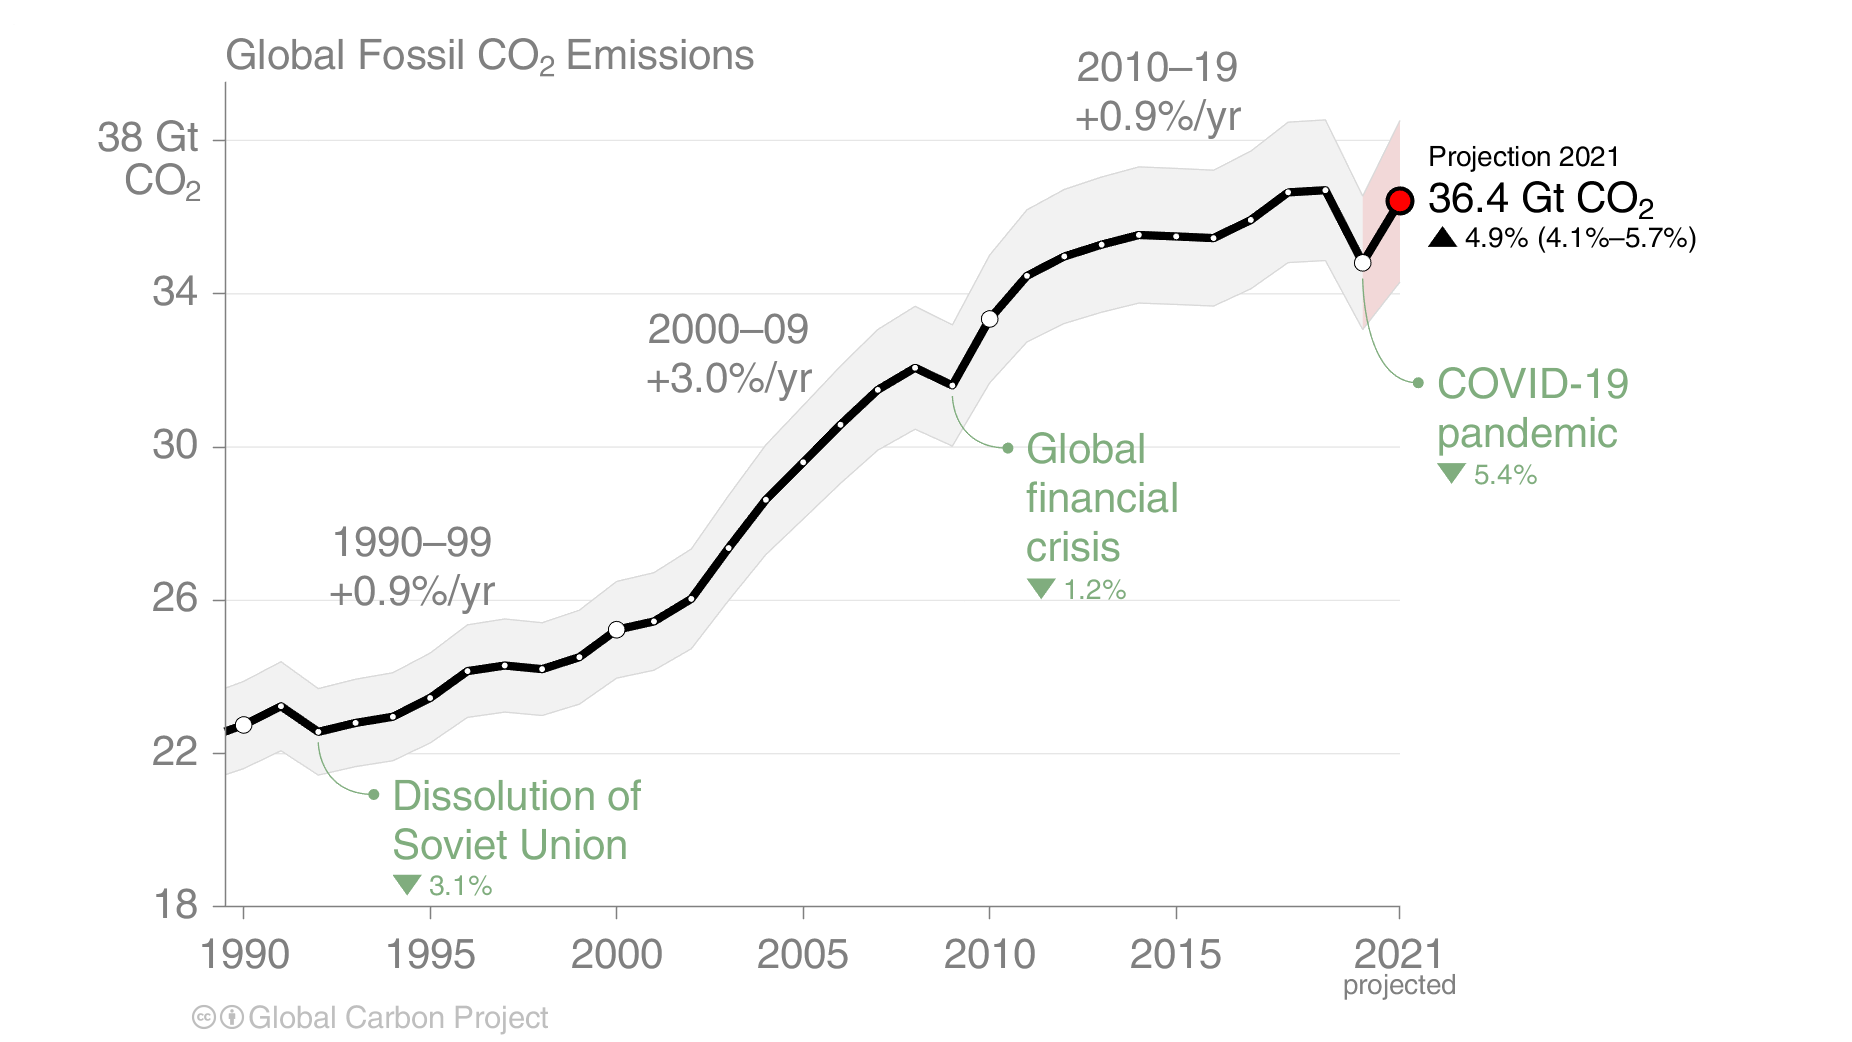 Global Fossil CO₂ Emissions
38 Gt
CO₂
34
30
26
22
18
1990
1995
2000
2005
2010
2015
2021
projected
1990–99
+0.9%/yr
2000–09
+3.0%/yr
2010–19
+0.9%/yr
Projection 2021
36.4 Gt CO₂
▲ 4.9% (4.1%–5.7%)
Dissolution of
Soviet Union
▼ 3.1%
Global
financial
crisis
▼ 1.2%
COVID-19
pandemic
▼ 5.4%
cc Global Carbon Project